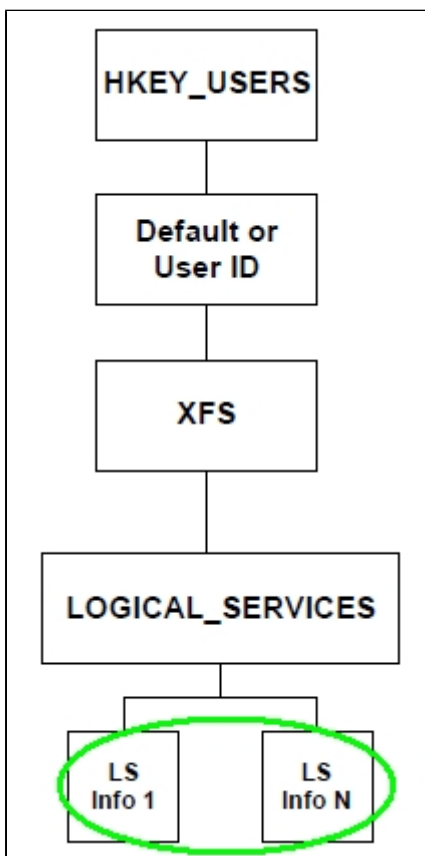 HKEY_USERS
Default or
User ID
XFS
LOGICAL_SERVICES
LS
Info 1
LS
Info N